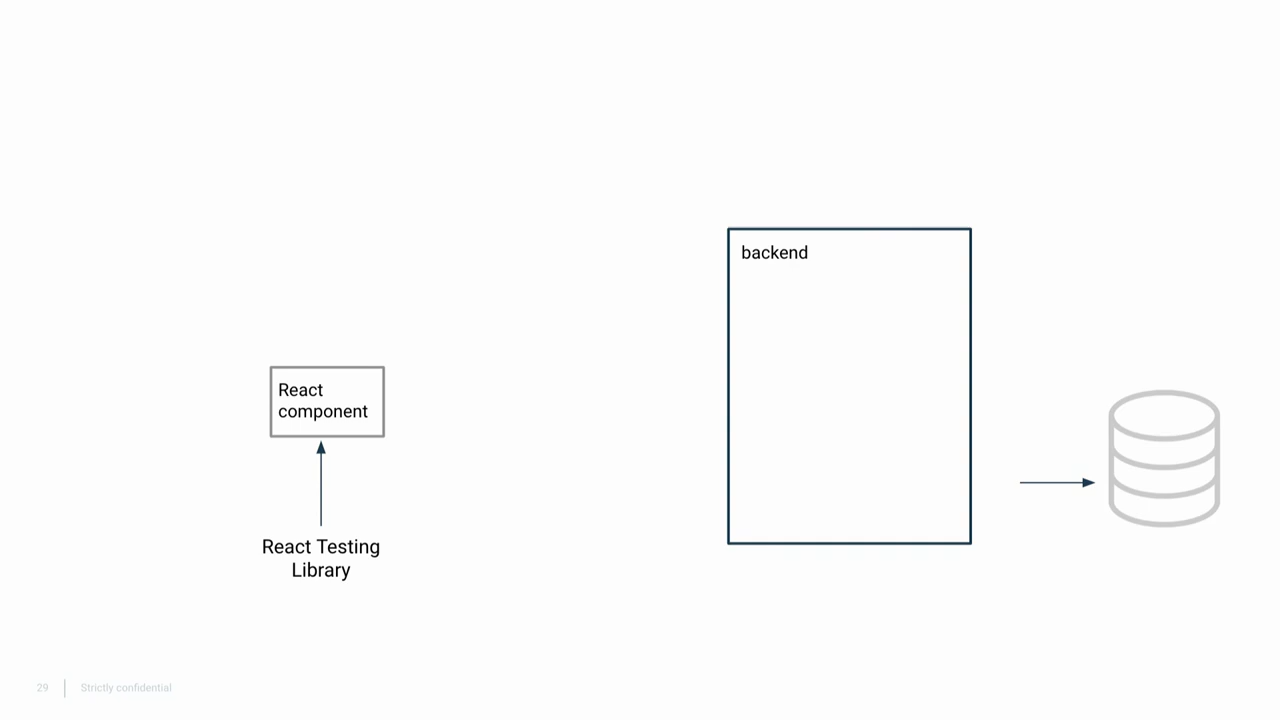 backend
React
component
React Testing
Library
29
Strictly confidential